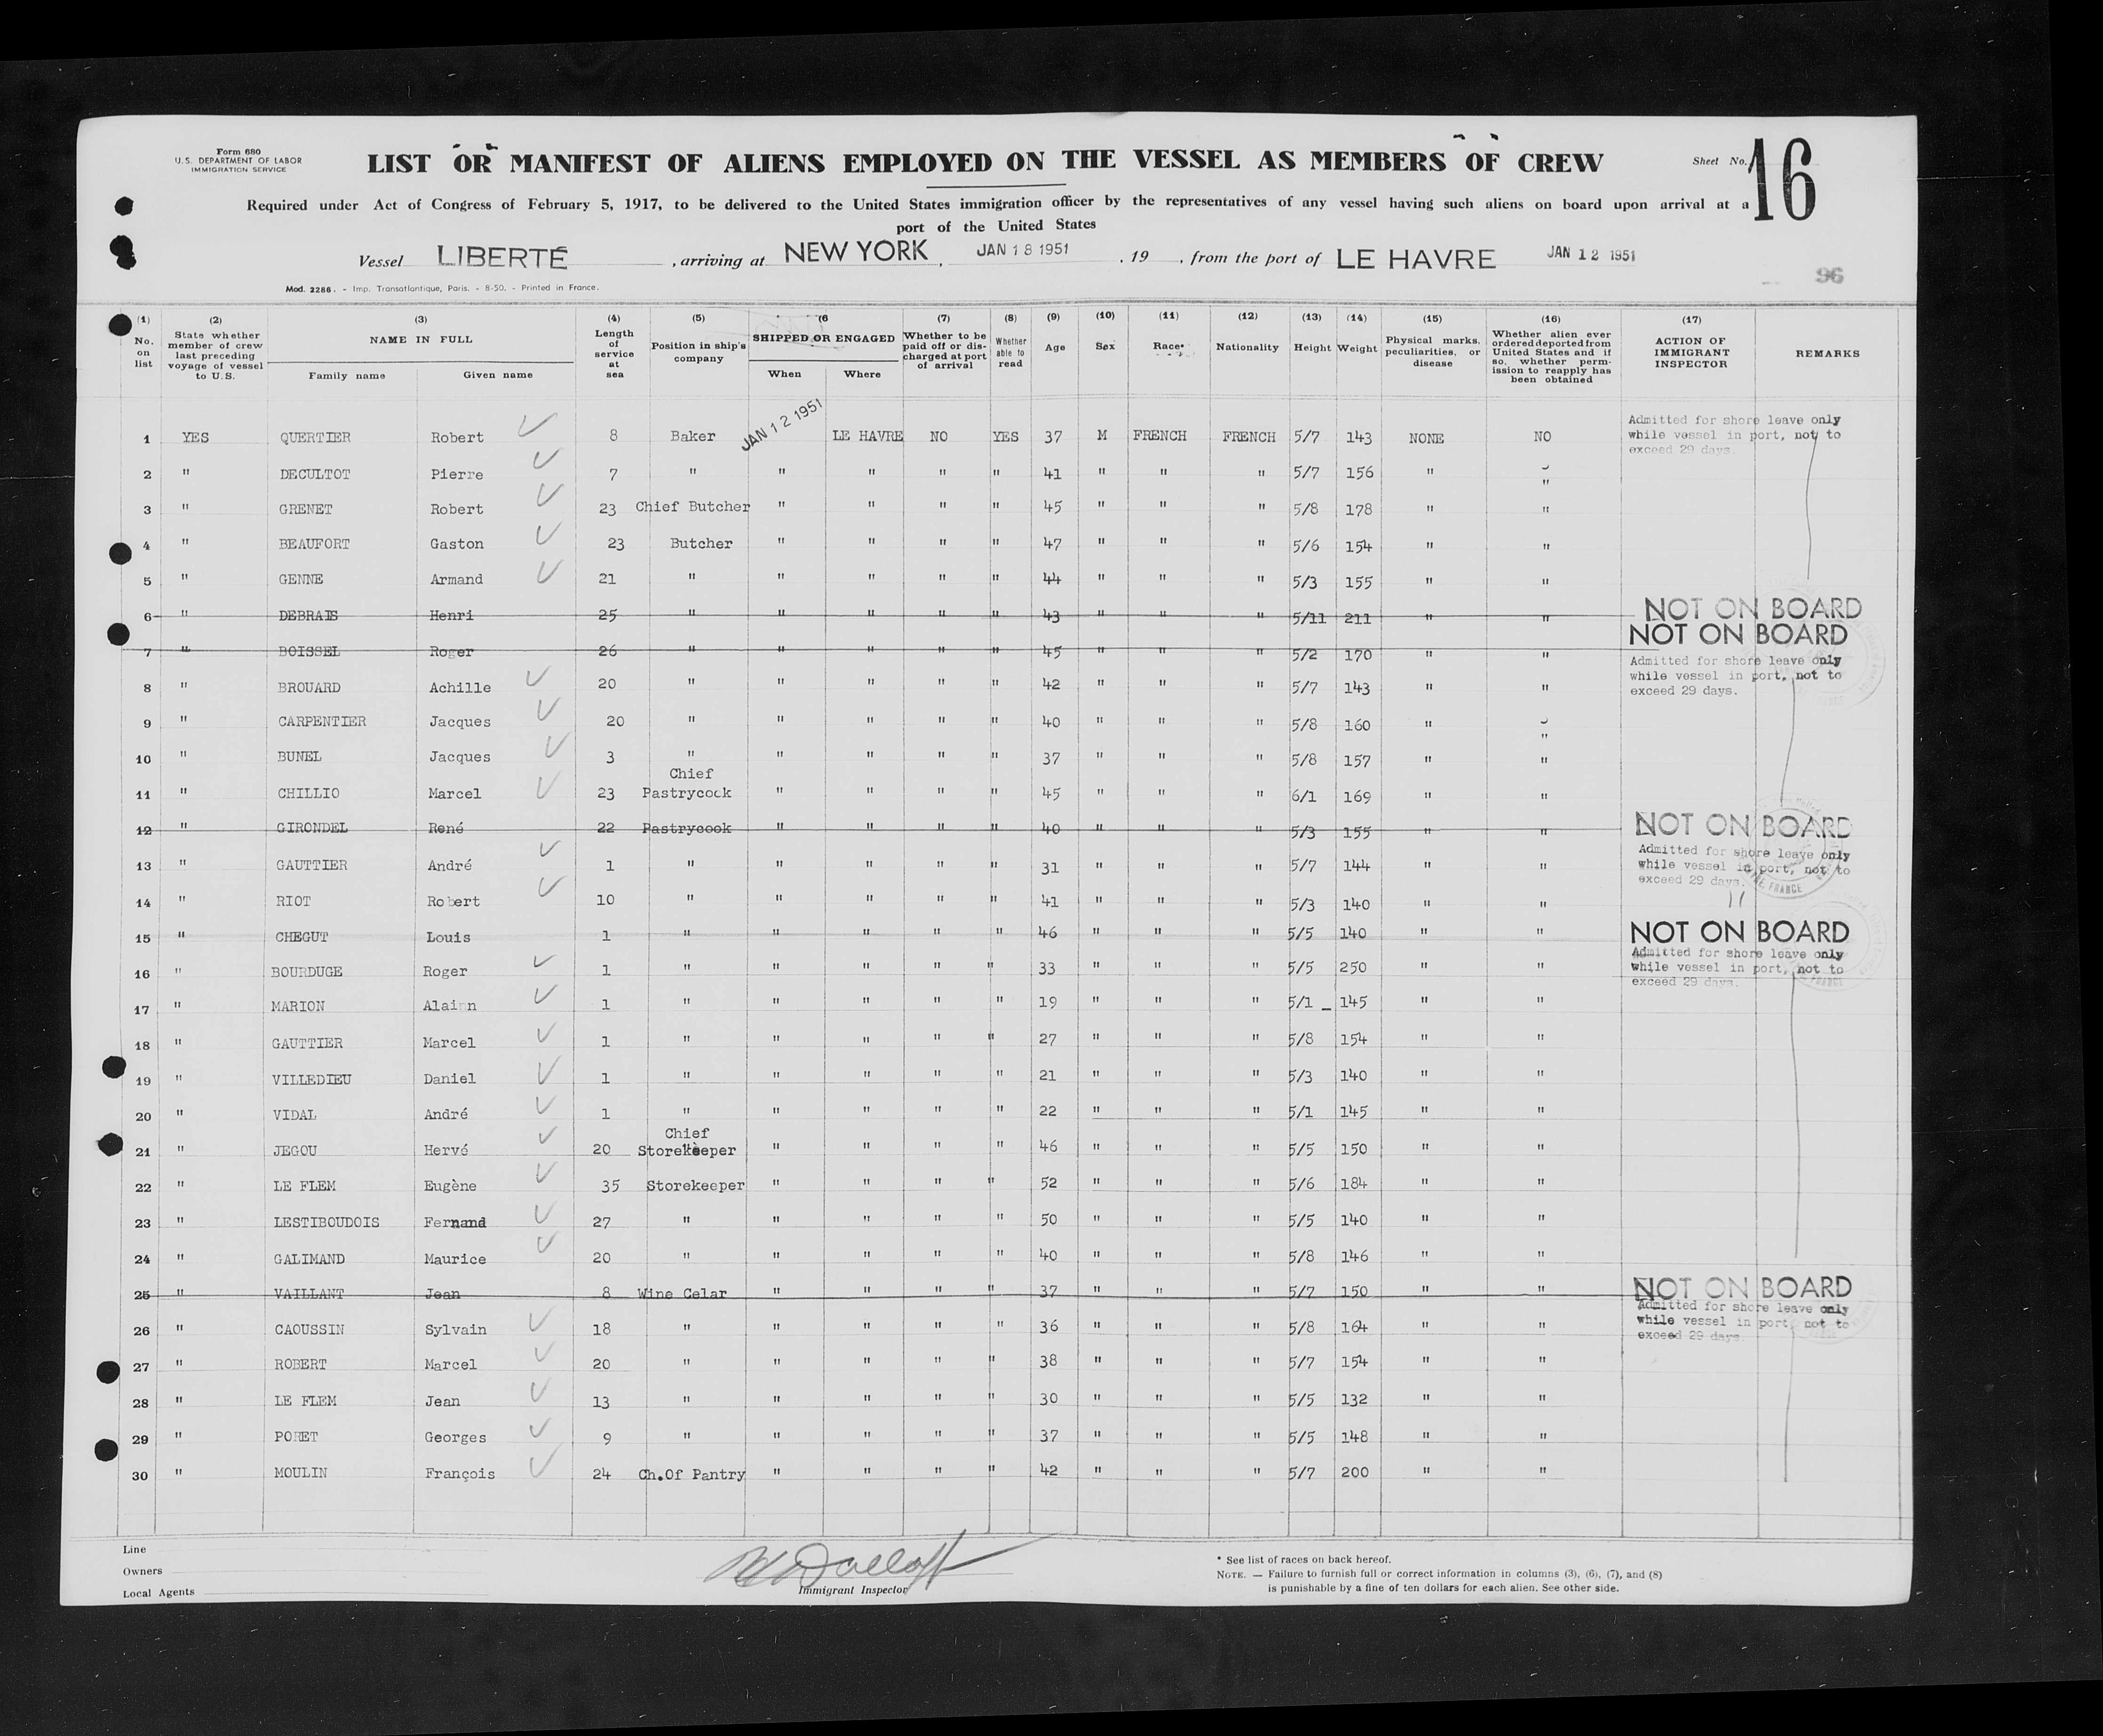 Form 680
U.S. DEPARTMENT OF LABOR
IMMIGRATION SERVICE
LIST OR MANIFEST OF ALIENS EMPLOYED ON THE VESSEL AS MEMBERS OF CREW
Sheet No. 16
Required under Act of Congress of February 5, 1917, to be delivered to the United States immigration officer by the representatives of any vessel having such aliens on board upon arrival at a
port of the United States
Vessel LIBERTÉ, arriving at NEW YORK, JAN 18 1951, 19, from the port of LE HAVRE JAN 12 1951
96
Mod. 2286. - Imp. Transatlantique, Paris. - 8-50. - Printed in France.
(1) No. on list (2) State whether member of crew last preceding voyage of vessel to U.S. (3) NAME IN FULL Family name Given name (4) Length of service at sea (5) Position in ship's company (6 SHIPPED OR ENGAGED When Where (7) Whether to be paid off or discharged at port of arrival (8) Whether able to read (9) Age (10) Sex (11) Race* (12) Nationality (13) Height (14) Weight (15) Physical marks, peculiarities, or disease (16) Whether alien ever ordered deported from United States and if so, whether permission to reapply has been obtained (17) ACTION OF IMMIGRANT INSPECTOR REMARKS
1 YES QUERTIER Robert 8 Baker JAN 12 1951 LE HAVRE NO YES 37 M FRENCH FRENCH 5/7 143 NONE NO Admitted for shore leave only while vessel in port, not to exceed 29 days.
2 " DECULTOT Pierre 7 " " " " " 41 " " " 5/7 156 " "
3 " GRENET Robert 23 Chief Butcher " " " " 45 " " " 5/8 178 " "
4 " BEAUFORT Gaston 23 Butcher " " " " 47 " " " 5/6 154 " "
5 " GENNE Armand 21 " " " " " 44 " " " 5/3 155 " "
6 " DEBRAIS Henri 25 " " " " " 43 " " " 5/11 211 " " NOT ON BOARD
7 " BOISSEL Roger 26 " " " " " 45 " " " 5/2 170 " " NOT ON BOARD
8 " BROUARD Achille 20 " " " " " 42 " " " 5/7 143 " " Admitted for shore leave only while vessel in port, not to exceed 29 days.
9 " CARPENTIER Jacques 20 " " " " " 40 " " " 5/8 160 " "
10 " BUNEL Jacques 3 " " " " " 37 " " " 5/8 157 " "
11 " CHILLIO Marcel 23 Chief Pastrycook " " " " 45 " " " 6/1 169 " "
12 " GIRONDEL René 22 Pastrycook " " " " 40 " " " 5/3 155 " " NOT ON BOARD
13 " GAUTTIER André 1 " " " " " 31 " " " 5/7 144 " " Admitted for shore leave only while vessel in port, not to exceed 29 days.
14 " RIOT Robert 10 " " " " " 41 " " " 5/3 140 " " "
15 " CHEGUT Louis 1 " " " " " 46 " " " 5/5 140 " " NOT ON BOARD
16 " BOURDUGE Roger 1 " " " " " 33 " " " 5/5 250 " " Admitted for shore leave only while vessel in port, not to exceed 29 days.
17 " MARION Alain 1 " " " " " 19 " " " 5/1 _ 145 " "
18 " GAUTTIER Marcel 1 " " " " " 27 " " " 5/8 154 " "
19 " VILLEDIEU Daniel 1 " " " " " 21 " " " 5/3 140 " "
20 " VIDAL André 1 " " " " " 22 " " " 5/1 145 " "
21 " JEGOU Hervé 20 Chief Storekeeper " " " " 46 " " " 5/5 150 " "
22 " LE FLEM Eugène 35 Storekeeper " " " " 52 " " " 5/6 184 " "
23 " LESTIBOUDOIS Fernand 27 " " " " " 50 " " " 5/5 140 " "
24 " GALIMAND Maurice 20 " " " " " 40 " " " 5/8 146 " "
25 " VAILLANT Jean 8 Wine Celar " " " " 37 " " " 5/7 150 " " NOT ON BOARD
26 " CAOUSSIN Sylvain 18 " " " " " 36 " " " 5/8 164 " " Admitted for shore leave only while vessel in port, not to exceed 29 days
27 " ROBERT Marcel 20 " " " " " 38 " " " 5/7 154 " "
28 " LE FLEM Jean 13 " " " " " 30 " " " 5/5 132 " "
29 " PORET Georges 9 " " " " " 37 " " " 5/5 148 " "
30 " MOULIN François 24 Ch.Of Pantry " " " " 42 " " " 5/7 200 " "
Line
Owners
Local Agents
Immigrant Inspector
* See list of races on back hereof.
NOTE. — Failure to furnish full or correct information in columns (3), (6), (7), and (8)
is punishable by a fine of ten dollars for each alien. See other side.